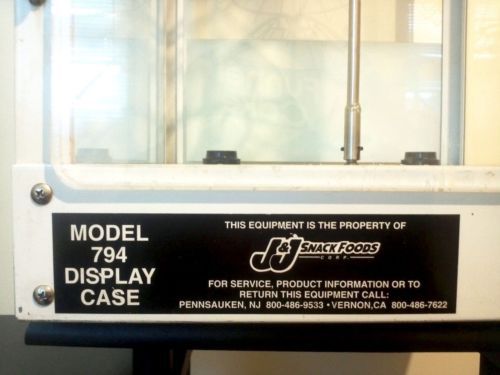 MODEL
794
DISPLAY
CASE
THIS EQUIPMENT IS THE PROPERTY OF
J&J SNACK FOODS
CORP.
FOR SERVICE, PRODUCT INFORMATION OR TO
RETURN THIS EQUIPMENT CALL:
PENNSAUKEN, NJ 800-486-9533 • VERNON,CA 800-486-7622